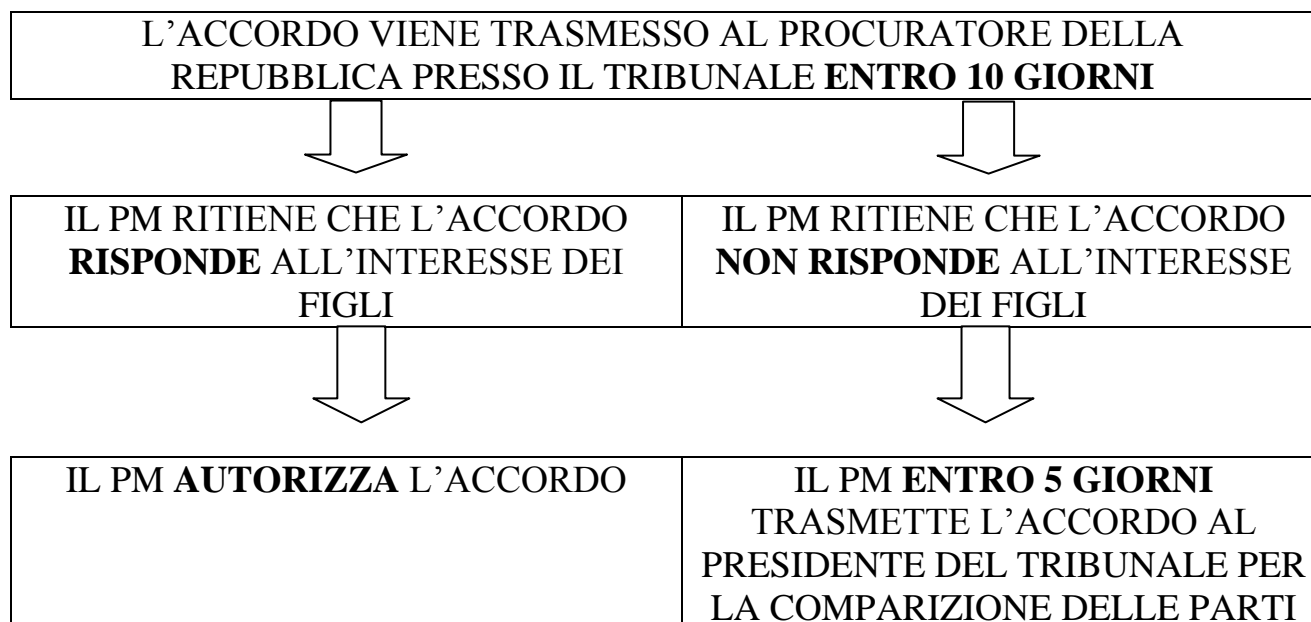 L’ACCORDO VIENE TRASMESSO AL PROCURATORE DELLA
REPUBBLICA PRESSO IL TRIBUNALE ENTRO 10 GIORNI
IL PM RITIENE CHE L’ACCORDO
RISPONDE ALL’INTERESSE DEI
FIGLI
IL PM RITIENE CHE L’ACCORDO
NON RISPONDE ALL’INTERESSE
DEI FIGLI
IL PM AUTORIZZA L’ACCORDO
IL PM ENTRO 5 GIORNI
TRASMETTE L’ACCORDO AL
PRESIDENTE DEL TRIBUNALE PER
LA COMPARIZIONE DELLE PARTI